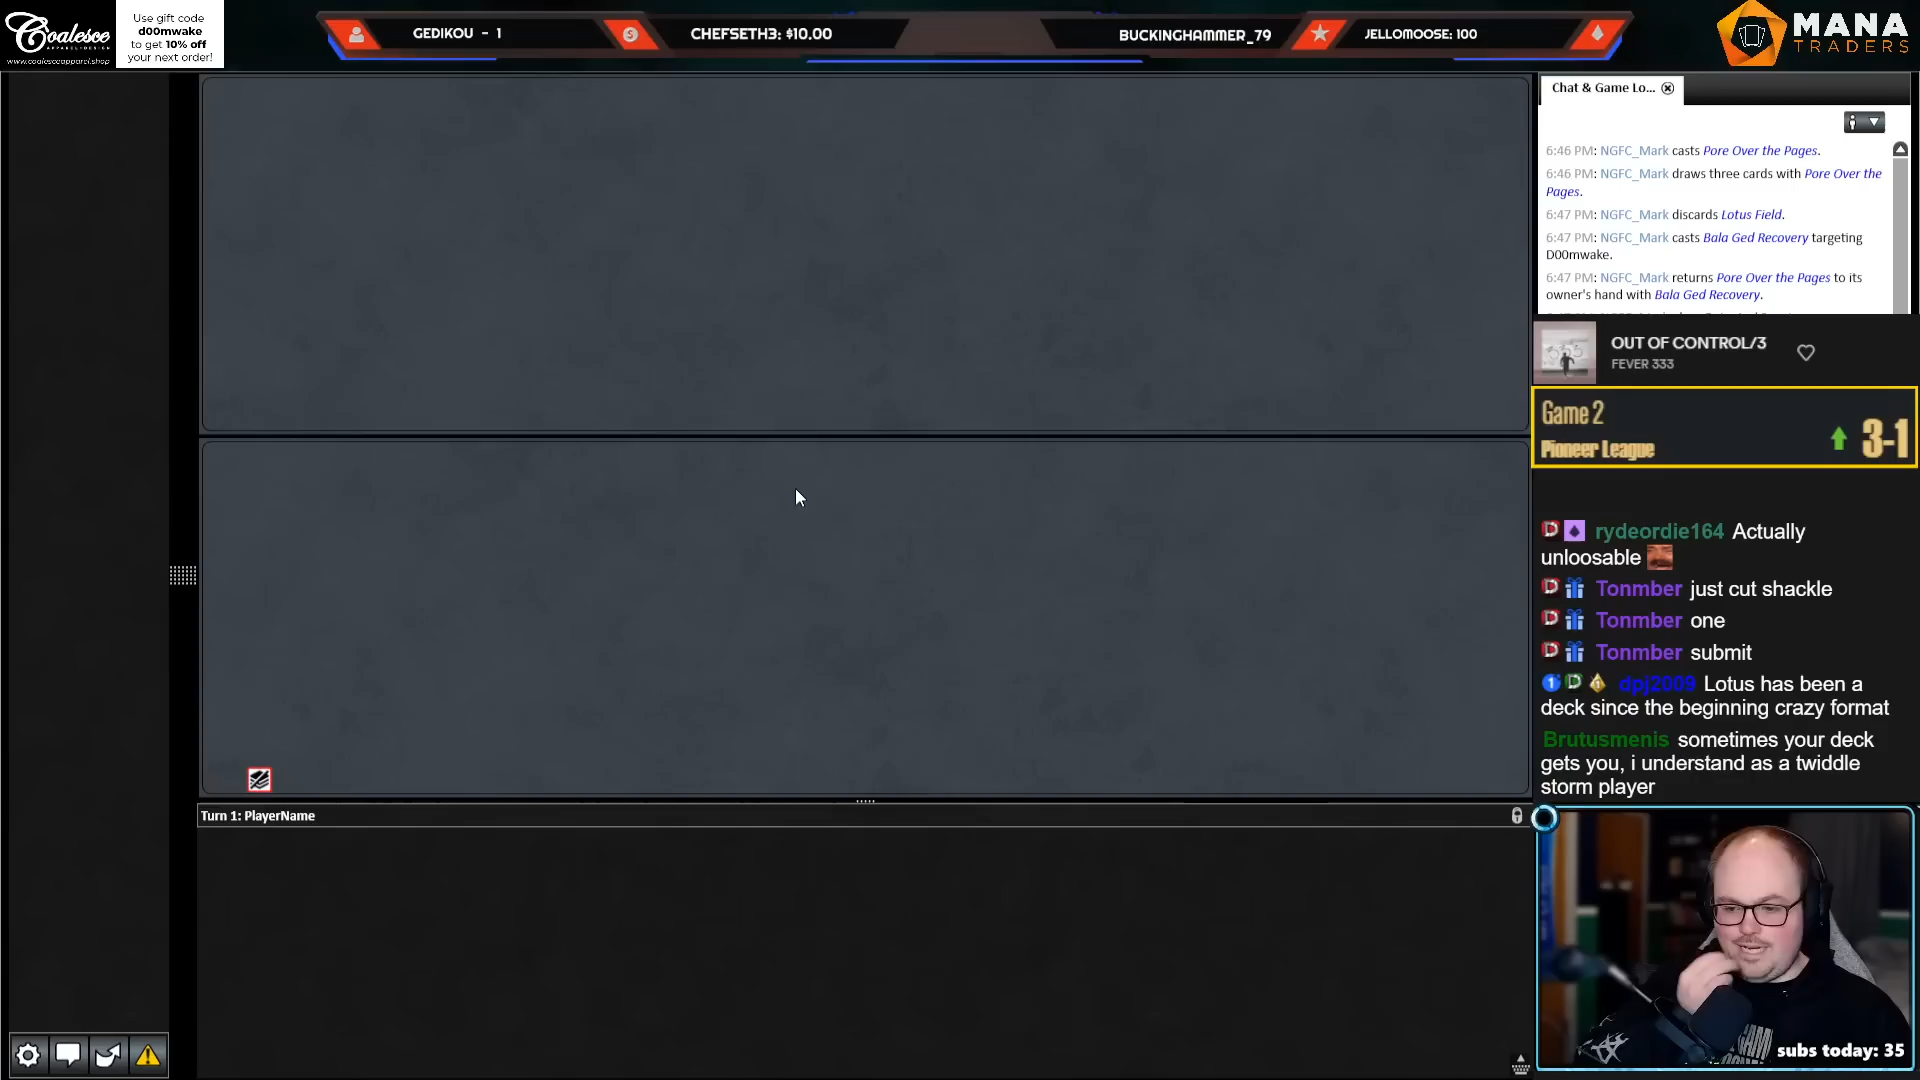 Coalesce
APPAREL+DESIGN
www.coalesceapparel.shop
Use gift code
d00mwake
to get 10% off
your next order!
GEDIKOU - 1
CHEFSETH3: $10.00
BUCKINGHAMMER_79
JELLOMOOSE: 100
MANA
TRADERS
Chat & Game Lo...
6:46 PM: NGFC_Mark casts Pore Over the Pages.
6:46 PM: NGFC_Mark draws three cards with Pore Over the
Pages.
6:47 PM: NGFC_Mark discards Lotus Field.
6:47 PM: NGFC_Mark casts Bala Ged Recovery targeting
D00mwake.
6:47 PM: NGFC_Mark returns Pore Over the Pages to its
owner's hand with Bala Ged Recovery.
OUT OF CONTROL/3
FEVER 333
Game 2
Pioneer League
3-1
rydeordie164 Actually
unloosable
Tonmber just cut shackle
Tonmber one
Tonmber submit
dpj2009 Lotus has been a
deck since the beginning crazy format
Brutusmenis sometimes your deck
gets you, i understand as a twiddle
storm player
Turn 1: PlayerName
subs today: 35